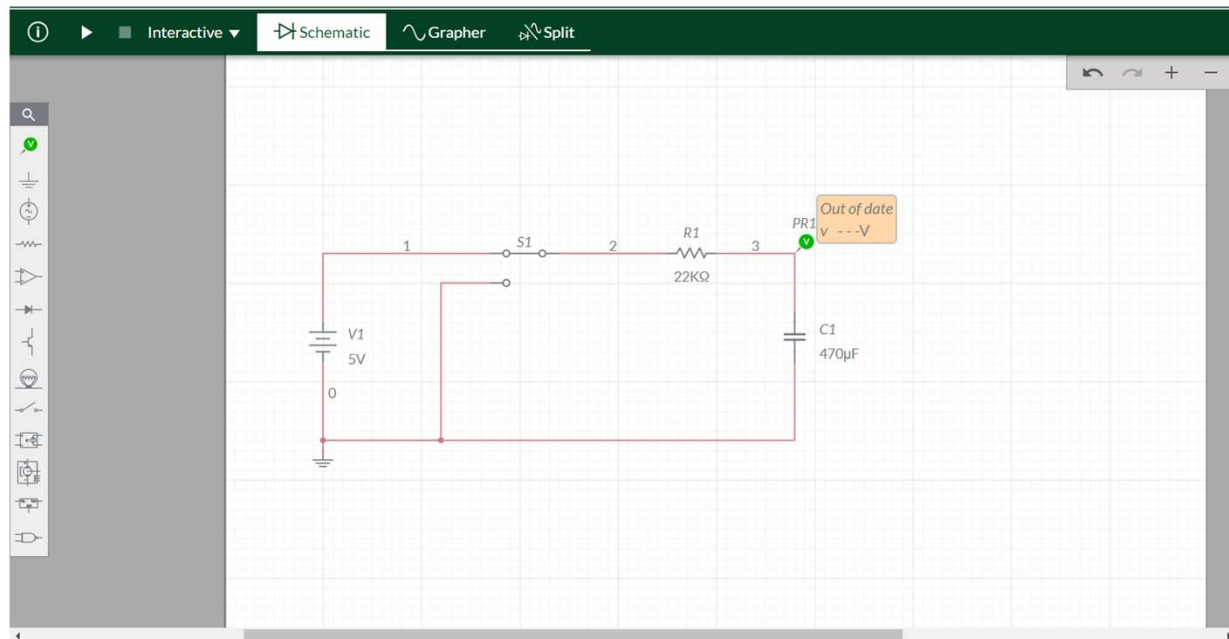 Interactive Schematic Grapher Split
Out of date
PR1 v ---V
1 S1 2 R1 3
22KΩ
V1 C1
5V 470µF
0